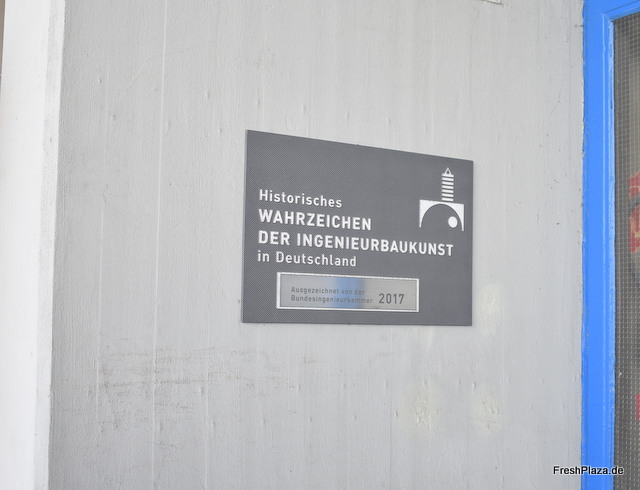 Historisches
WAHRZEICHEN
DER INGENIEURBAUKUNST
in Deutschland
Ausgezeichnet von der
Bundesingenieurkammer 2017
FreshPlaza.de